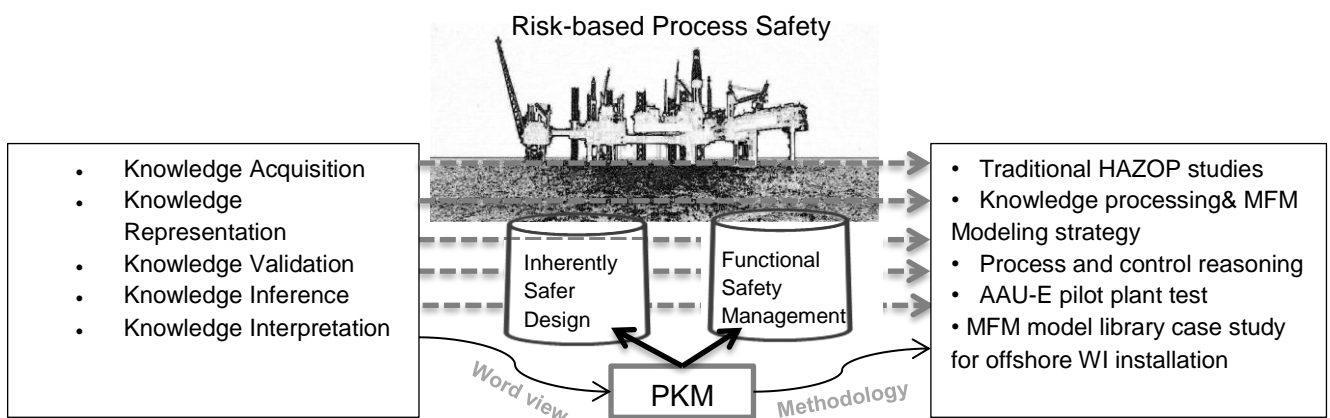 Risk-based Process Safety
• Knowledge Acquisition
• Knowledge
Representation
• Knowledge Validation
• Knowledge Inference
• Knowledge Interpretation
Inherently
Safer
Design
Functional
Safety
Management
• Traditional HAZOP studies
• Knowledge processing& MFM
Modeling strategy
• Process and control reasoning
• AAU-E pilot plant test
• MFM model library case study
for offshore WI installation
Word view
PKM
Methodology